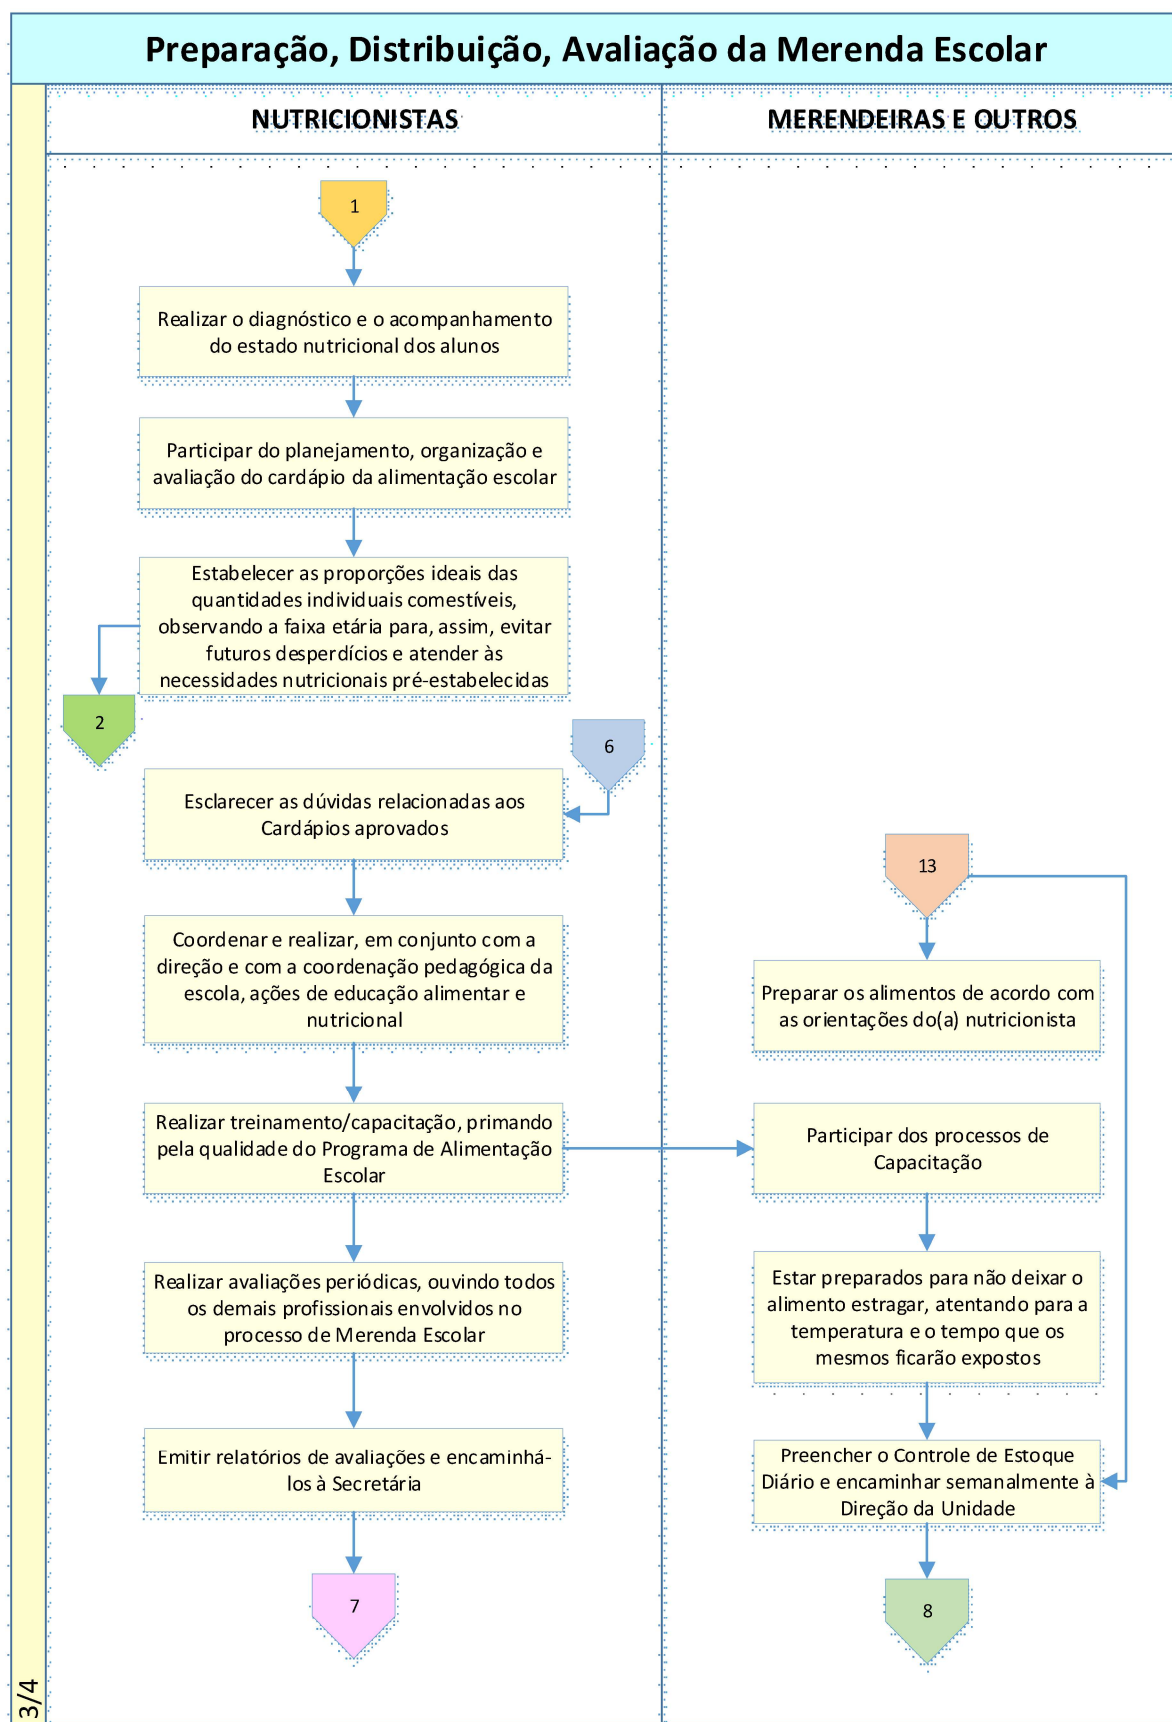 Preparação, Distribuição, Avaliação da Merenda Escolar
NUTRICIONISTAS
1
Realizar o diagnóstico e o acompanhamento
do estado nutricional dos alunos
Participar do planejamento, organização e
avaliação do cardápio da alimentação escolar
Estabelecer as proporções ideais das
quantidades individuais comestíveis,
observando a faixa etária para, assim, evitar
futuros desperdícios e atender às
necessidades nutricionais pré-estabelecidas
2
6
Esclarecer as dúvidas relacionadas aos
Cardápios aprovados
Coordenar e realizar, em conjunto com a
direção e com a coordenação pedagógica da
escola, ações de educação alimentar e
nutricional
Realizar treinamento/capacitação, primando
pela qualidade do Programa de Alimentação
Escolar
Realizar avaliações periódicas, ouvindo todos
os demais profissionais envolvidos no
processo de Merenda Escolar
Emitir relatórios de avaliações e encaminhá-
los à Secretária
7
MERENDEIRAS E OUTROS
13
Preparar os alimentos de acordo com
as orientações do(a) nutricionista
Participar dos processos de
Capacitação
Estar preparados para não deixar o
alimento estragar, atentando para a
temperatura e o tempo que os
mesmos ficarão expostos
Preencher o Controle de Estoque
Diário e encaminhar semanalmente à
Direção da Unidade
8
3/4